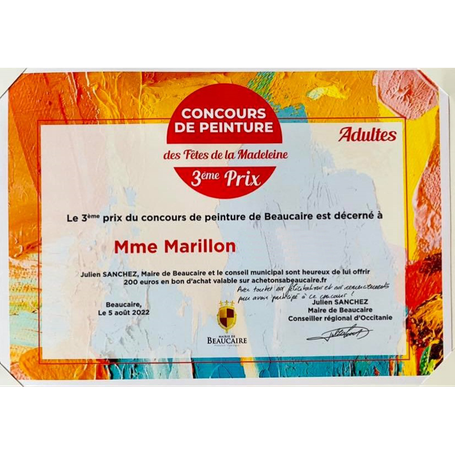 CONCOURS
DE PEINTURE
Adultes
des Fêtes de la Madeleine
3ème Prix
Le 3ème prix du concours de peinture de Beaucaire est décerné à
Mme Marillon
Julien SANCHEZ, Maire de Beaucaire et le conseil municipal sont heureux de lui offrir
200 euros en bon d'achat valable sur achetonsabeaucaire.fr
Avec toutes mes félicitations et mes remerciements
pour avoir participé à ce concours !
Beaucaire,
Le 5 août 2022
Julien SANCHEZ
Maire de Beaucaire
Conseiller régional d'Occitanie
BEAUCAIRE